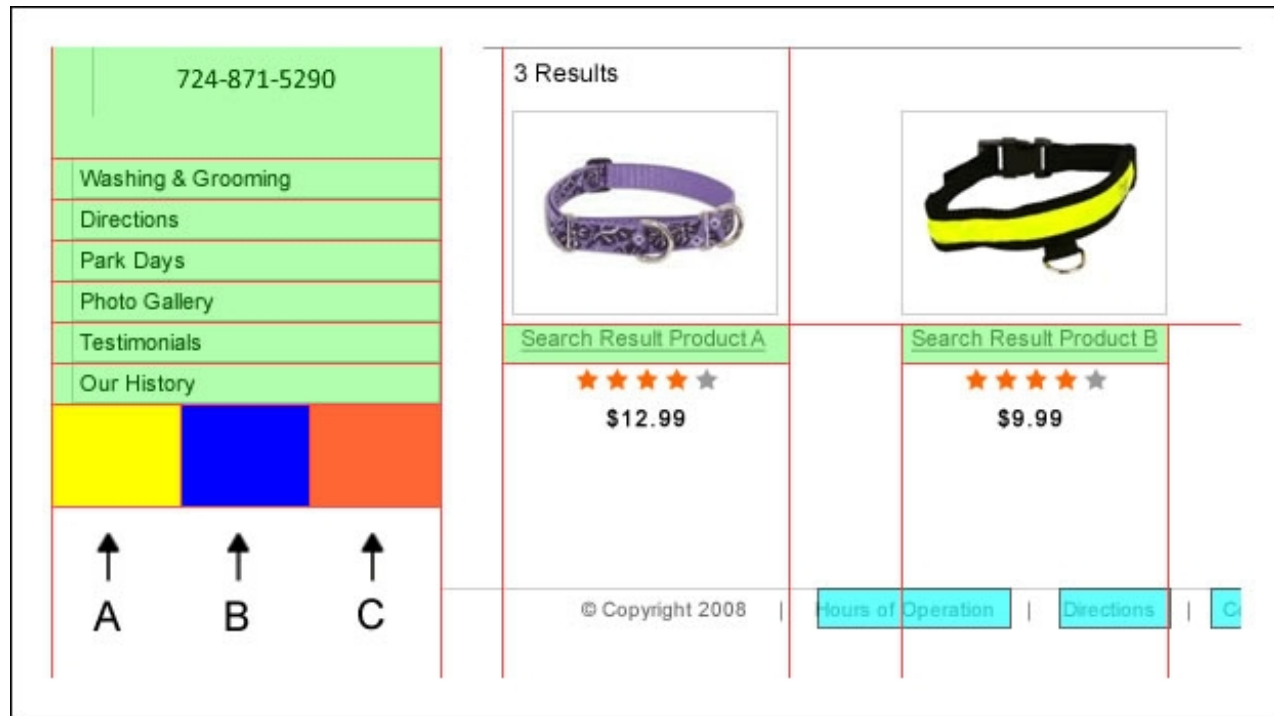 724-871-5290
Washing & Grooming
Directions
Park Days
Photo Gallery
Testimonials
Our History
A B C
3 Results
Search Result Product A
$12.99
Search Result Product B
$9.99
© Copyright 2008 | Hours of Operation | Directions |